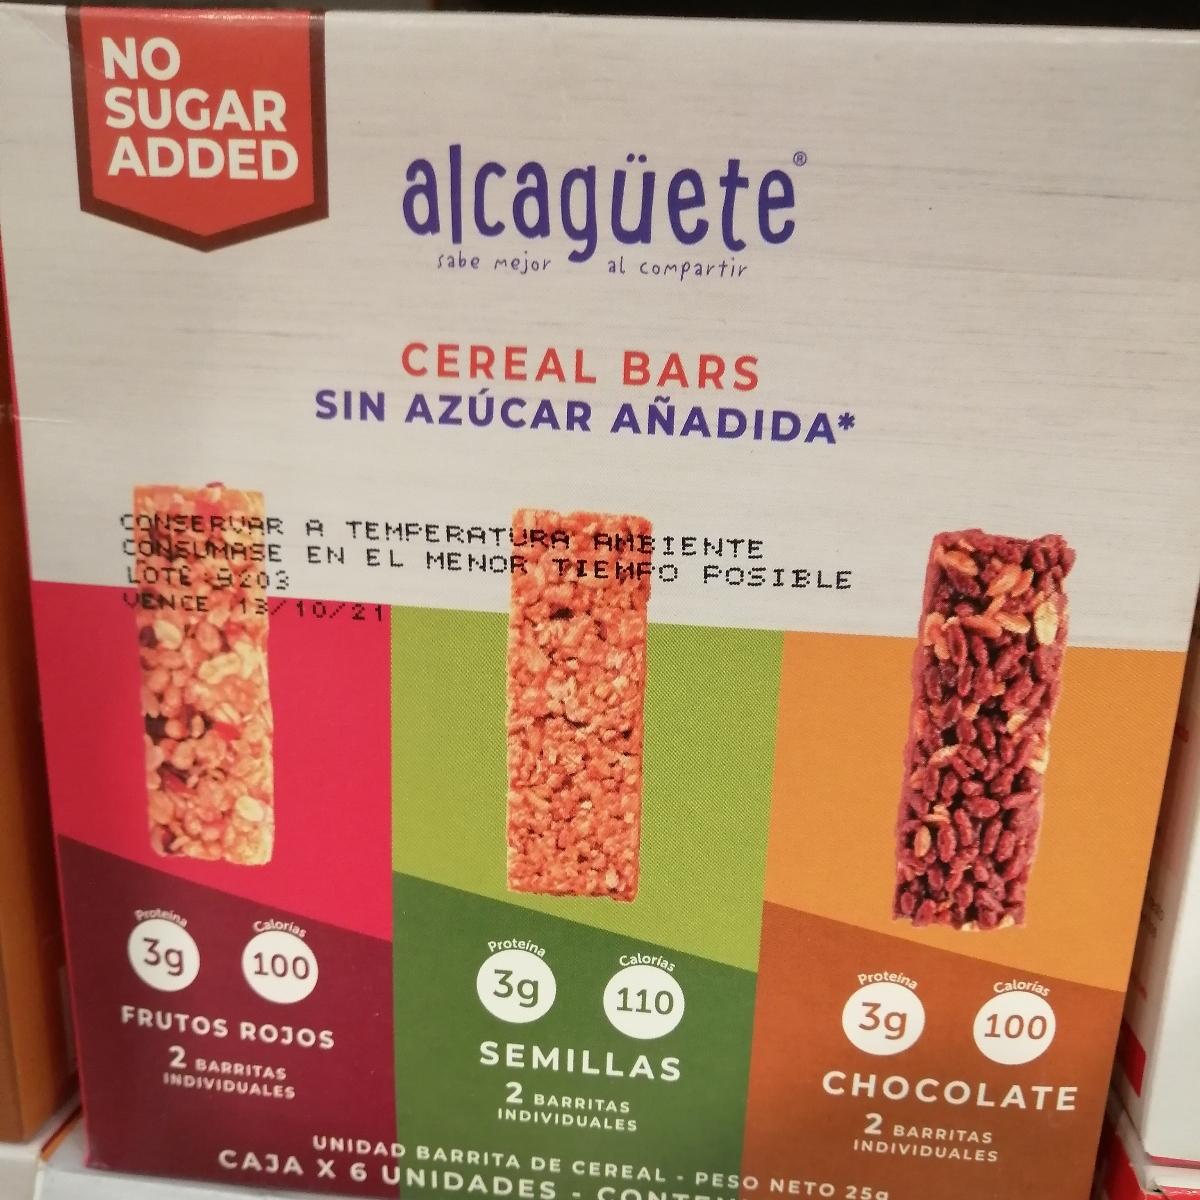 NO
SUGAR
ADDED
alcagüete®
sabe mejor al compartir
CEREAL BARS
SIN AZÚCAR AÑADIDA*
CONSERVAR A TEMPERATURA AMBIENTE
CONSUMASE EN EL MENOR TIEMPO POSIBLE
LOTE 9203
VENCE 13/10/21
Proteína
3g
Calorías
100
FRUTOS ROJOS
2 BARRITAS
INDIVIDUALES
Proteína
3g
Calorías
110
SEMILLAS
2 BARRITAS
INDIVIDUALES
Proteína
3g
Calorías
100
CHOCOLATE
2 BARRITAS
INDIVIDUALES
UNIDAD BARRITA DE CEREAL - PESO NETO 25g
CAJA X 6 UNIDADES -